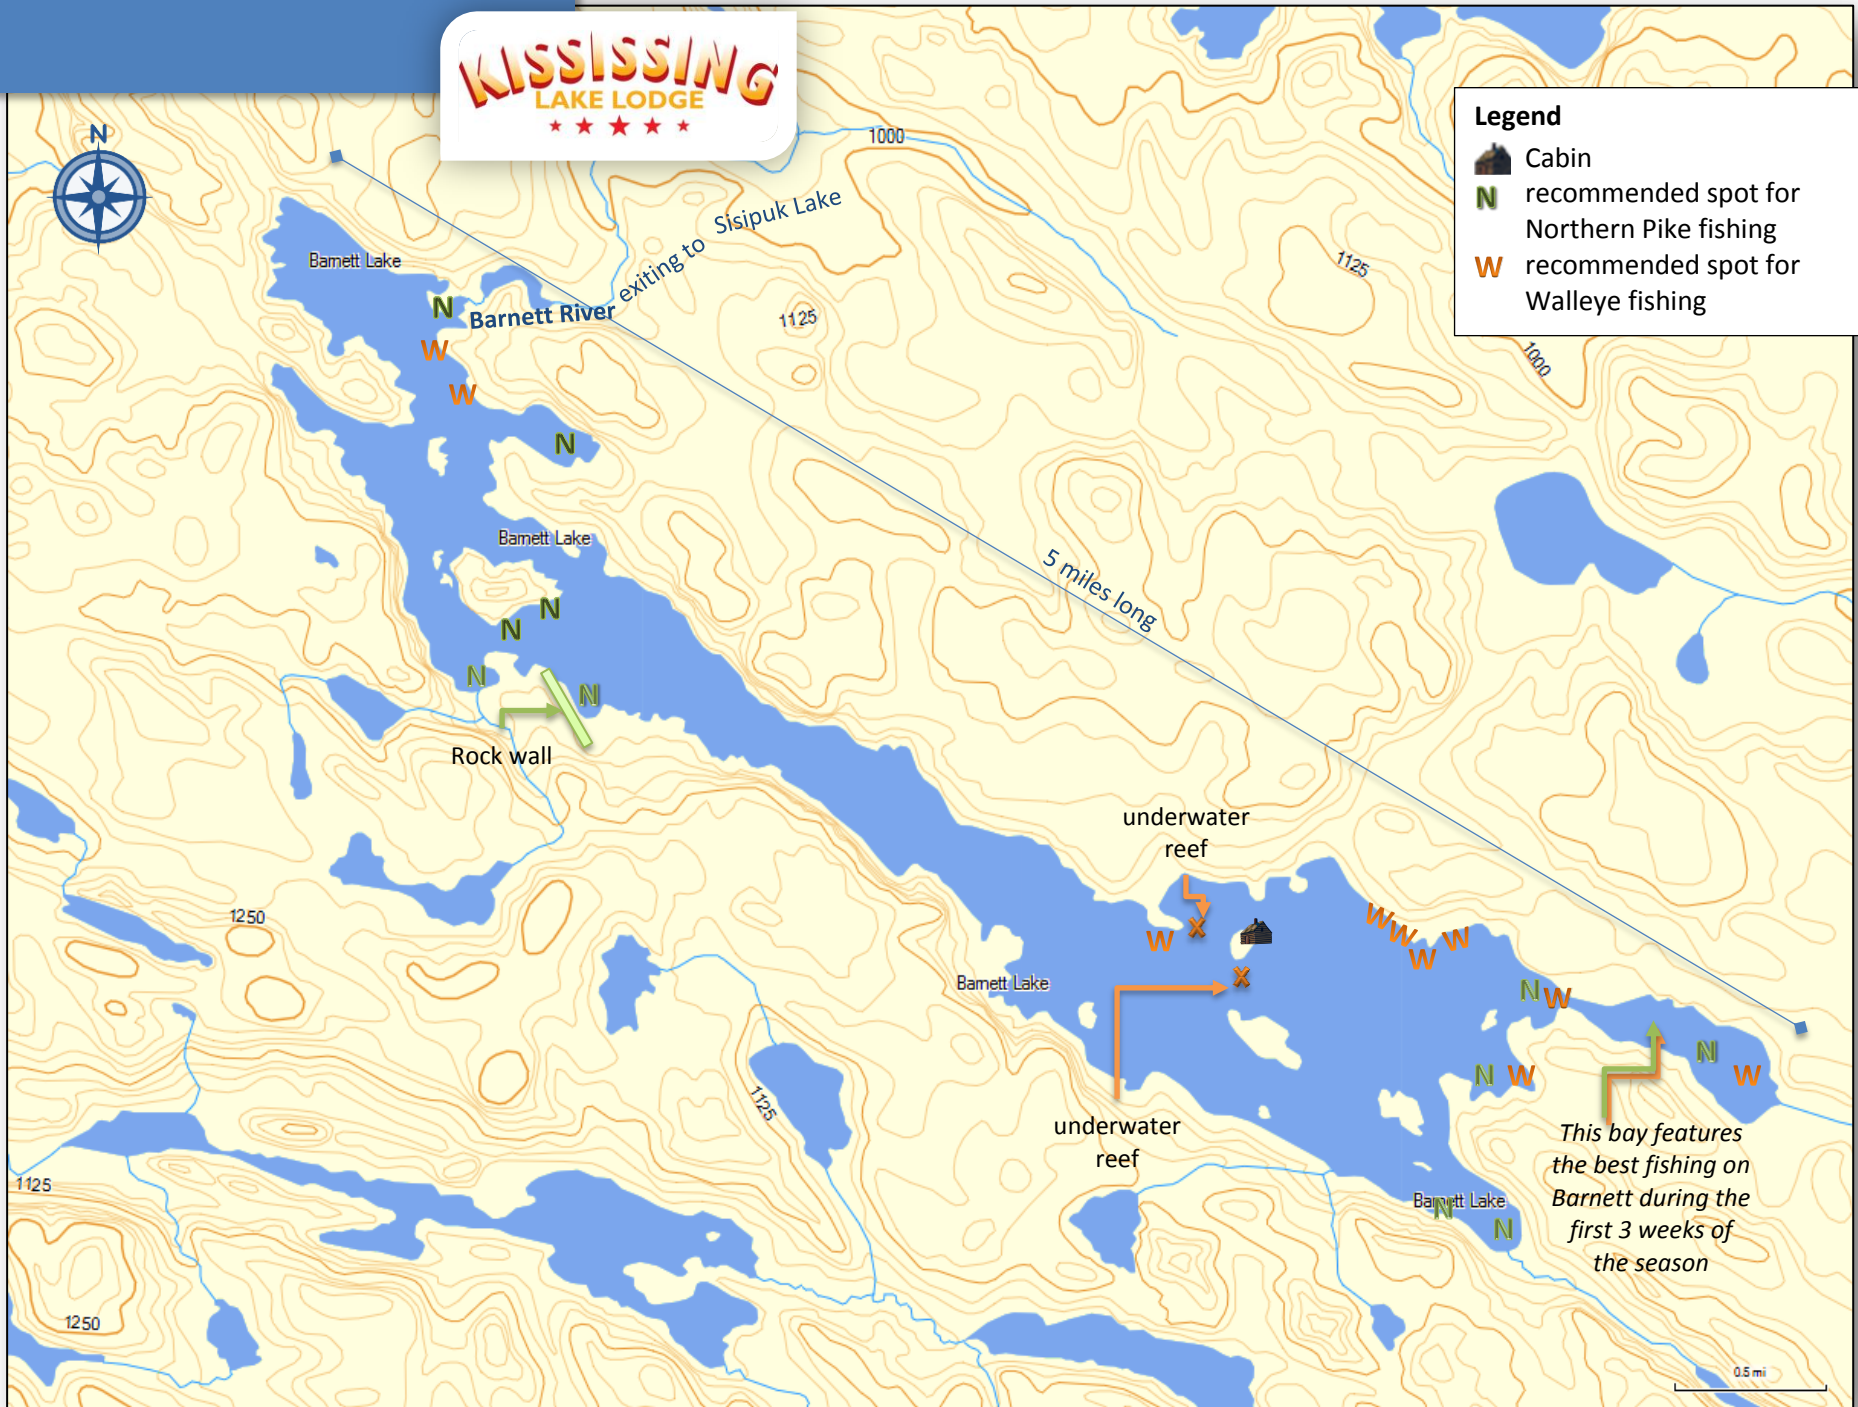 KISSISSING
LAKE LODGE
N
1000
Legend
Cabin
N recommended spot for
Northern Pike fishing
W recommended spot for
Walleye fishing
Sisipuk Lake
exiting to
Barnett River
Barnett Lake
1125
1125
1000
N
W
W
N
Barnett Lake
5 miles long
N
N
N
N
Rock wall
underwater
reef
1250
W
X
W
W
W
W
X
Barnett Lake
N
W
N
W
N
W
1125
underwater
reef
This bay features
the best fishing on
Barnett during the
first 3 weeks of
the season
1125
Barnett Lake
N
N
1250
0.5 mi